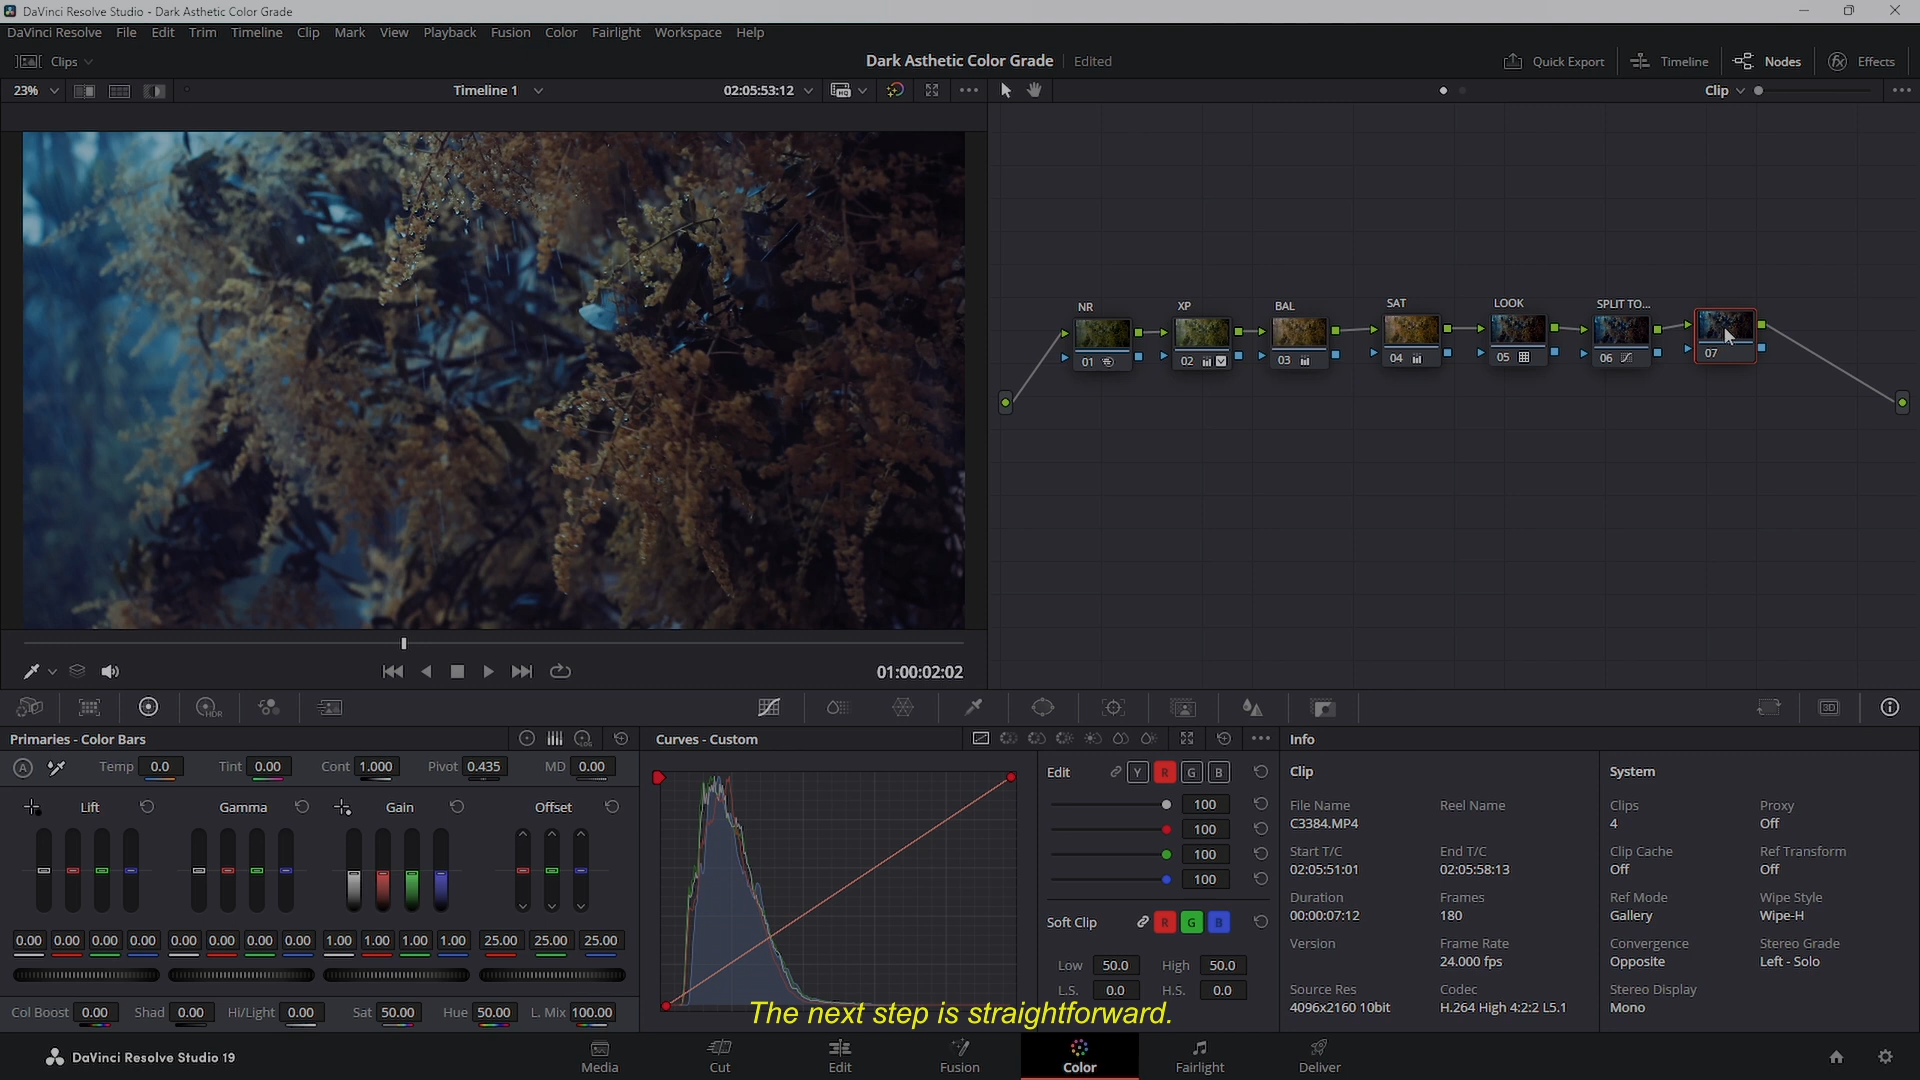 DaVinci Resolve Studio - Dark Asthetic Color Grade
DaVinci Resolve File Edit Trim Timeline Clip Mark View Playback Fusion Color Fairlight Workspace Help
Clips Dark Asthetic Color Grade Edited Quick Export Timeline Nodes Effects
23% Timeline 1 02:05:53:12 HQ Clip
NR XP BAL SAT LOOK SPLIT TO...
01 02 03 04 05 06 07
01:00:02:02
HDR 3D
Primaries - Color Bars LOG Curves - Custom Info
A Temp 0.0 Tint 0.00 Cont 1.000 Pivot 0.435 MD 0.00
Lift Gamma Gain Offset
0.00 0.00 0.00 0.00 0.00 0.00 0.00 0.00 1.00 1.00 1.00 1.00 25.00 25.00 25.00
Col Boost 0.00 Shad 0.00 Hi/Light 0.00 Sat 50.00 Hue 50.00 L. Mix 100.00
Edit Y R G B
100
100
100
100
Soft Clip R G B
Low 50.0 High 50.0
L.S. 0.0 H.S. 0.0
Clip
File Name Reel Name
C3384.MP4
Start T/C End T/C
02:05:51:01 02:05:58:13
Duration Frames
00:00:07:12 180
Version Frame Rate
24.000 fps
Source Res Codec
4096x2160 10bit H.264 High 4:2:2 L5.1
System
Clips Proxy
4 Off
Clip Cache Ref Transform
Off Off
Ref Mode Wipe Style
Gallery Wipe-H
Convergence Stereo Grade
Opposite Left - Solo
Stereo Display
Mono
The next step is straightforward.
DaVinci Resolve Studio 19
Media Cut Edit Fusion Color Fairlight Deliver